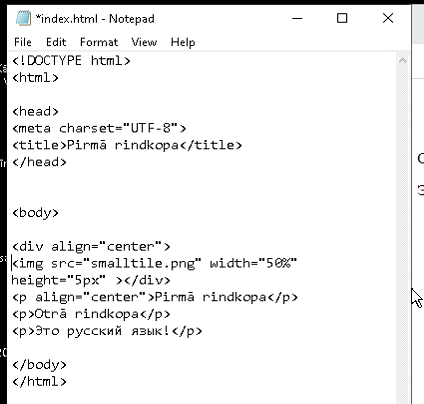 *index.html - Notepad
File Edit Format View Help
<!DOCTYPE html>
<html>
<head>
<meta charset="UTF-8">
<title>Pirmā rindkopa</title>
</head>
<body>
<div align="center">
<img src="smalltile.png" width="50%"
height="5px" ></div>
<p align="center">Pirmā rindkopa</p>
<p>Otrā rindkopa</p>
<p>Это русский язык!</p>
</body>
</html>